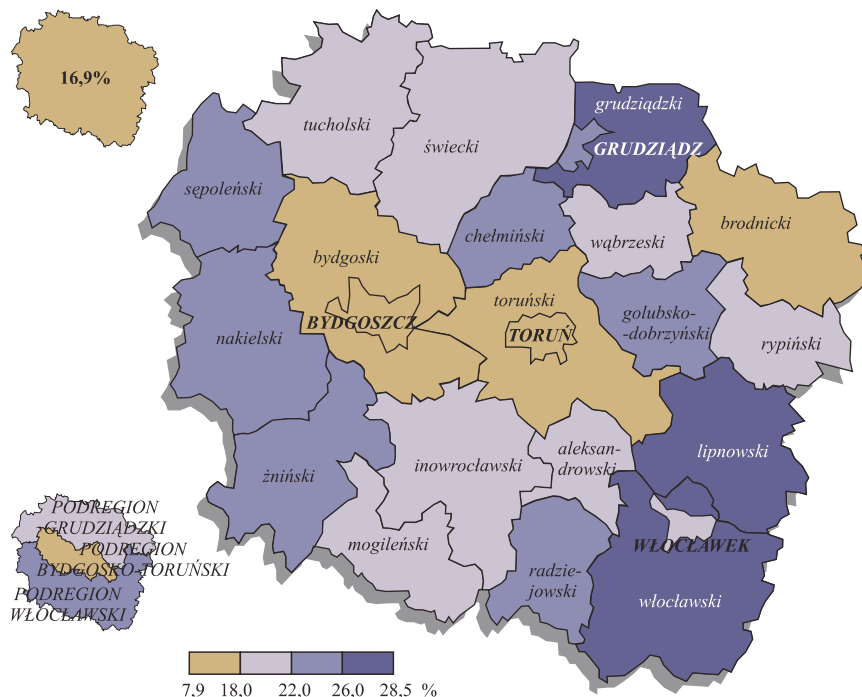 16,9%
grudziądzki
tucholski
świecki
GRUDZIĄDZ
sępoleński
brodnicki
chełmiński
wąbrzeski
bydgoski
toruński
golubsko-
-dobrzyński
BYDGOSZCZ
TORUŃ
nakielski
rypiński
aleksan-
drowski
lipnowski
żniński
inowrocławski
PODREGION
GRUDZIĄDZKI
PODREGION
BYDGOSKO-TORUŃSKI
PODREGION
WŁOCŁAWSKI
mogileński
WŁOCŁAWEK
radzie-
jowski
włocławski
7,9 18,0 22,0 26,0 28,5 %